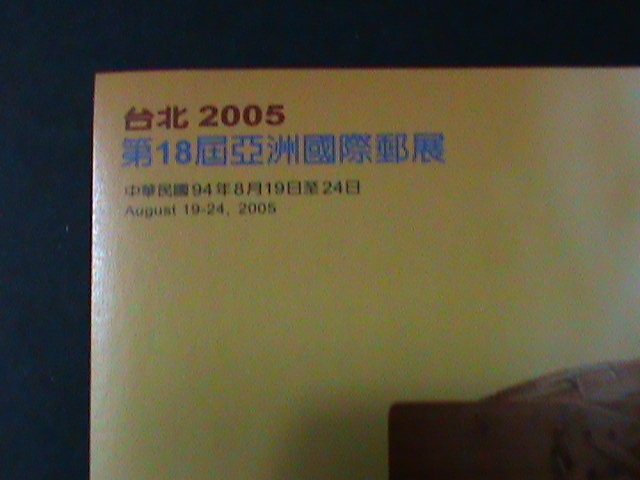 台北 2005
第18屆亞洲國際郵展
中華民國94年8月19日至24日
August 19-24, 2005